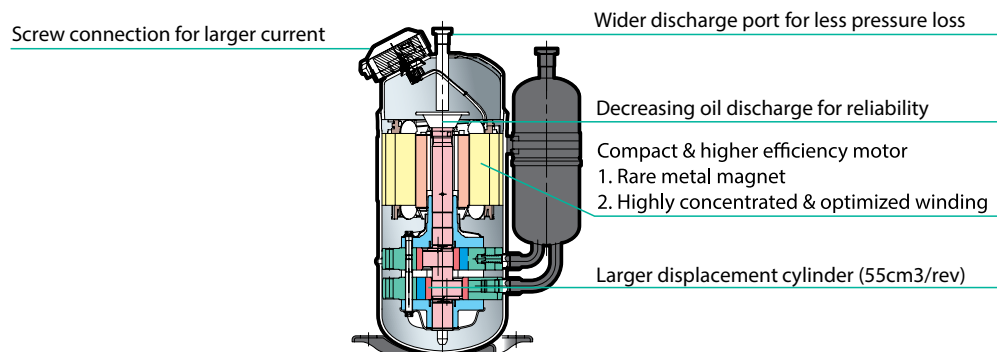 Screw connection for larger current
Wider discharge port for less pressure loss
Decreasing oil discharge for reliability
Compact & higher efficiency motor
1. Rare metal magnet
2. Highly concentrated & optimized winding
Larger displacement cylinder (55cm3/rev)